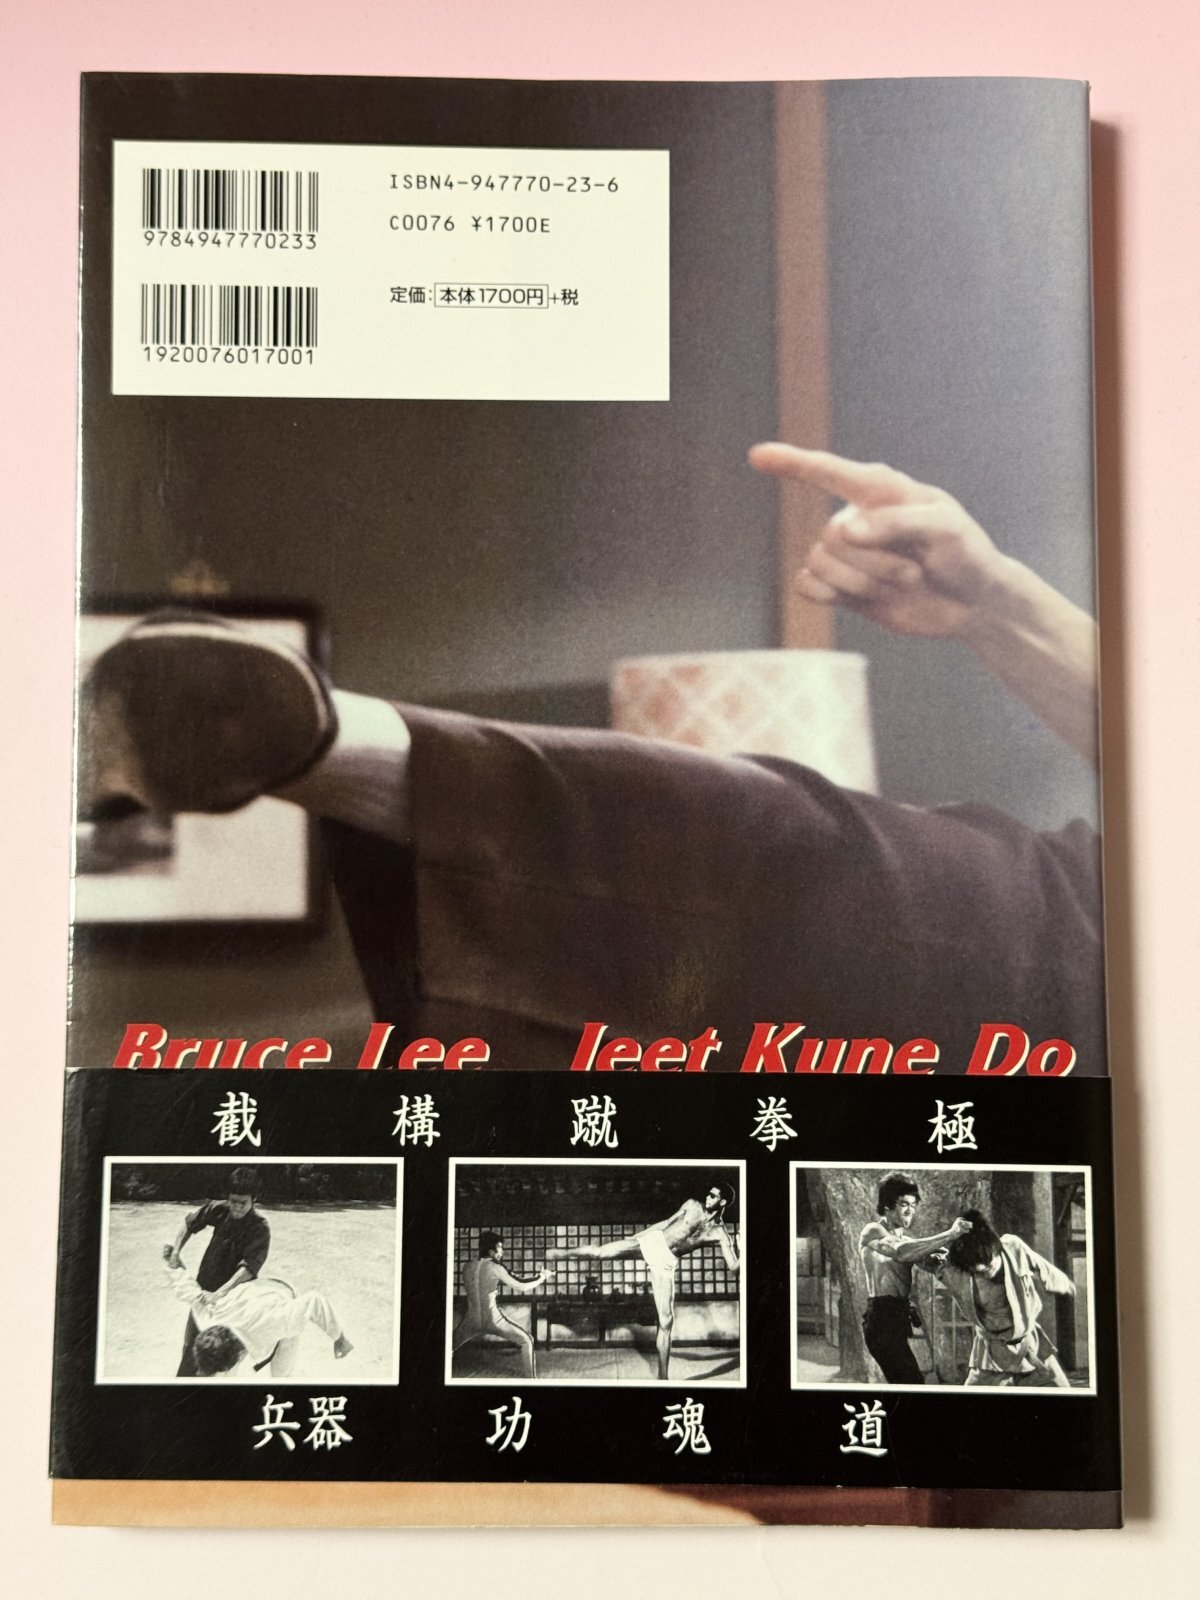 ISBN4-947770-23-6
C0076 ¥1700E
9784947770233
定価:本体1700円+税
1920076017001
Bruce Lee Jeet Kune Do
截 構 蹴 拳 極
兵器 功 魂 道